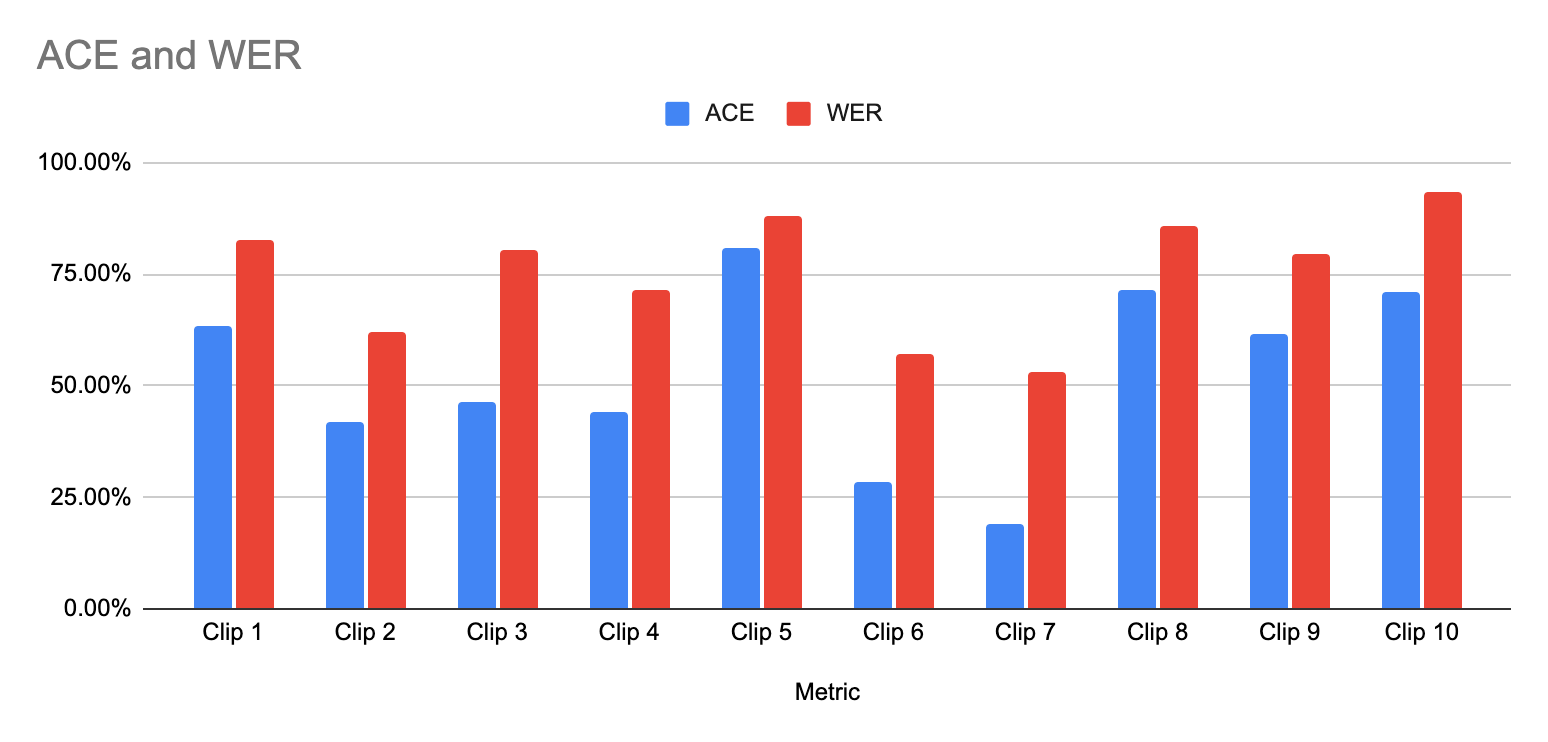 ACE and WER
ACE WER
100.00%
75.00%
50.00%
25.00%
0.00%
Clip 1 Clip 2 Clip 3 Clip 4 Clip 5 Clip 6 Clip 7 Clip 8 Clip 9 Clip 10
Metric